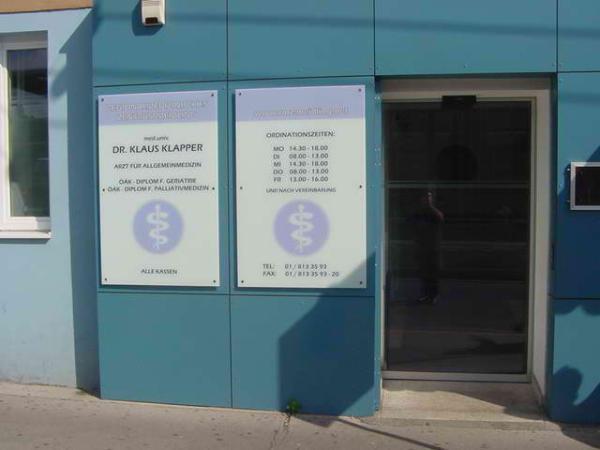 med.univ.
DR. KLAUS KLAPPER
ARZT FÜR ALLGEMEINMEDIZIN
ÖÄK - DIPLOM F. GERIATRIE
ÖÄK - DIPLOM F. PALLIATIVMEDIZIN
ALLE KASSEN
ORDINATIONSZEITEN:
MO 14.30 - 18.00
DI 08.00 - 13.00
MI 14.30 - 18.00
DO 08.00 - 13.00
FR 13.00 - 16.00
UND NACH VEREINBARUNG
TEL: 01 / 813 35 93
FAX: 01 / 813 35 93 - 20